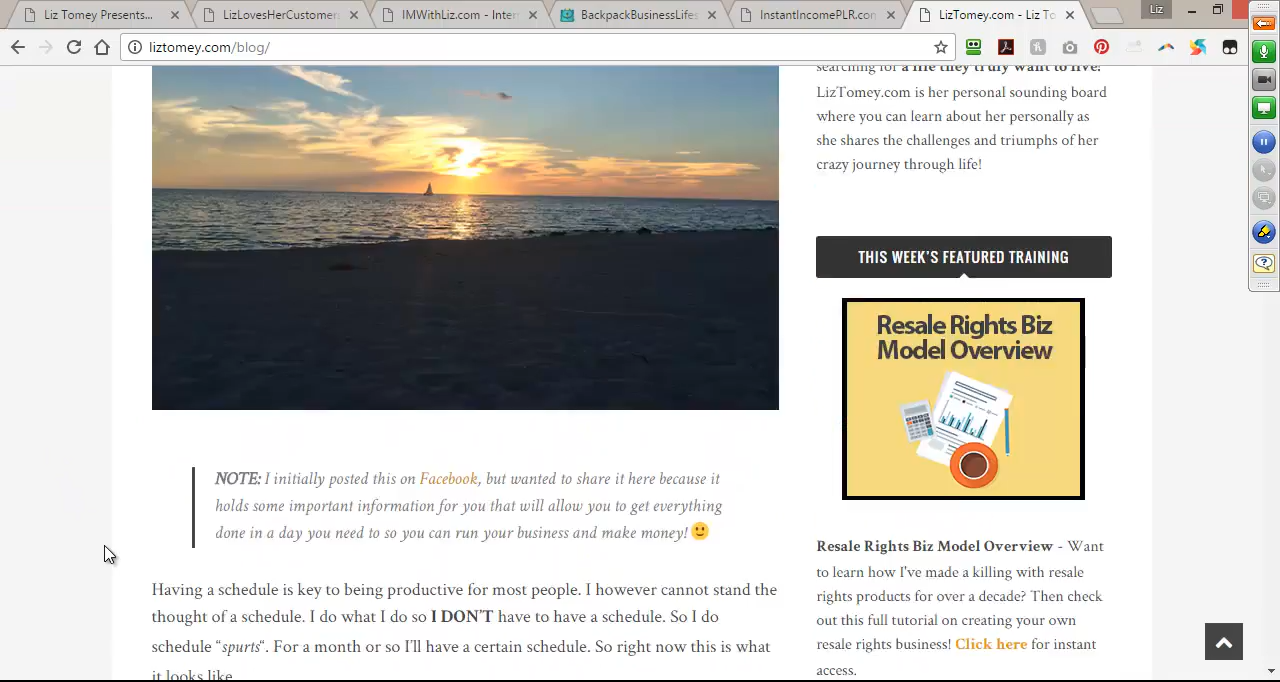 Liz Tomey Presents...
LizLovesHerCustomer
IMWithLiz.com - Inter
BackpackBusinessLifes
InstantIncomePLR.com
LizTomey.com - Liz To
Liz
liztomey.com/blog/
searching for a life they truly want to live!
LizTomey.com is her personal sounding board
where you can learn about her personally as
she shares the challenges and triumphs of her
crazy journey through life!
THIS WEEK'S FEATURED TRAINING
Resale Rights Biz
Model Overview
NOTE: I initially posted this on Facebook, but wanted to share it here because it
holds some important information for you that will allow you to get everything
done in a day you need to so you can run your business and make money! 🙂
Having a schedule is key to being productive for most people. I however cannot stand the
thought of a schedule. I do what I do so I DON'T have to have a schedule. So I do
schedule “spurts“. For a month or so I'll have a certain schedule. So right now this is what
it looks like
Resale Rights Biz Model Overview - Want
to learn how I've made a killing with resale
rights products for over a decade? Then check
out this full tutorial on creating your own
resale rights business! Click here for instant
access.